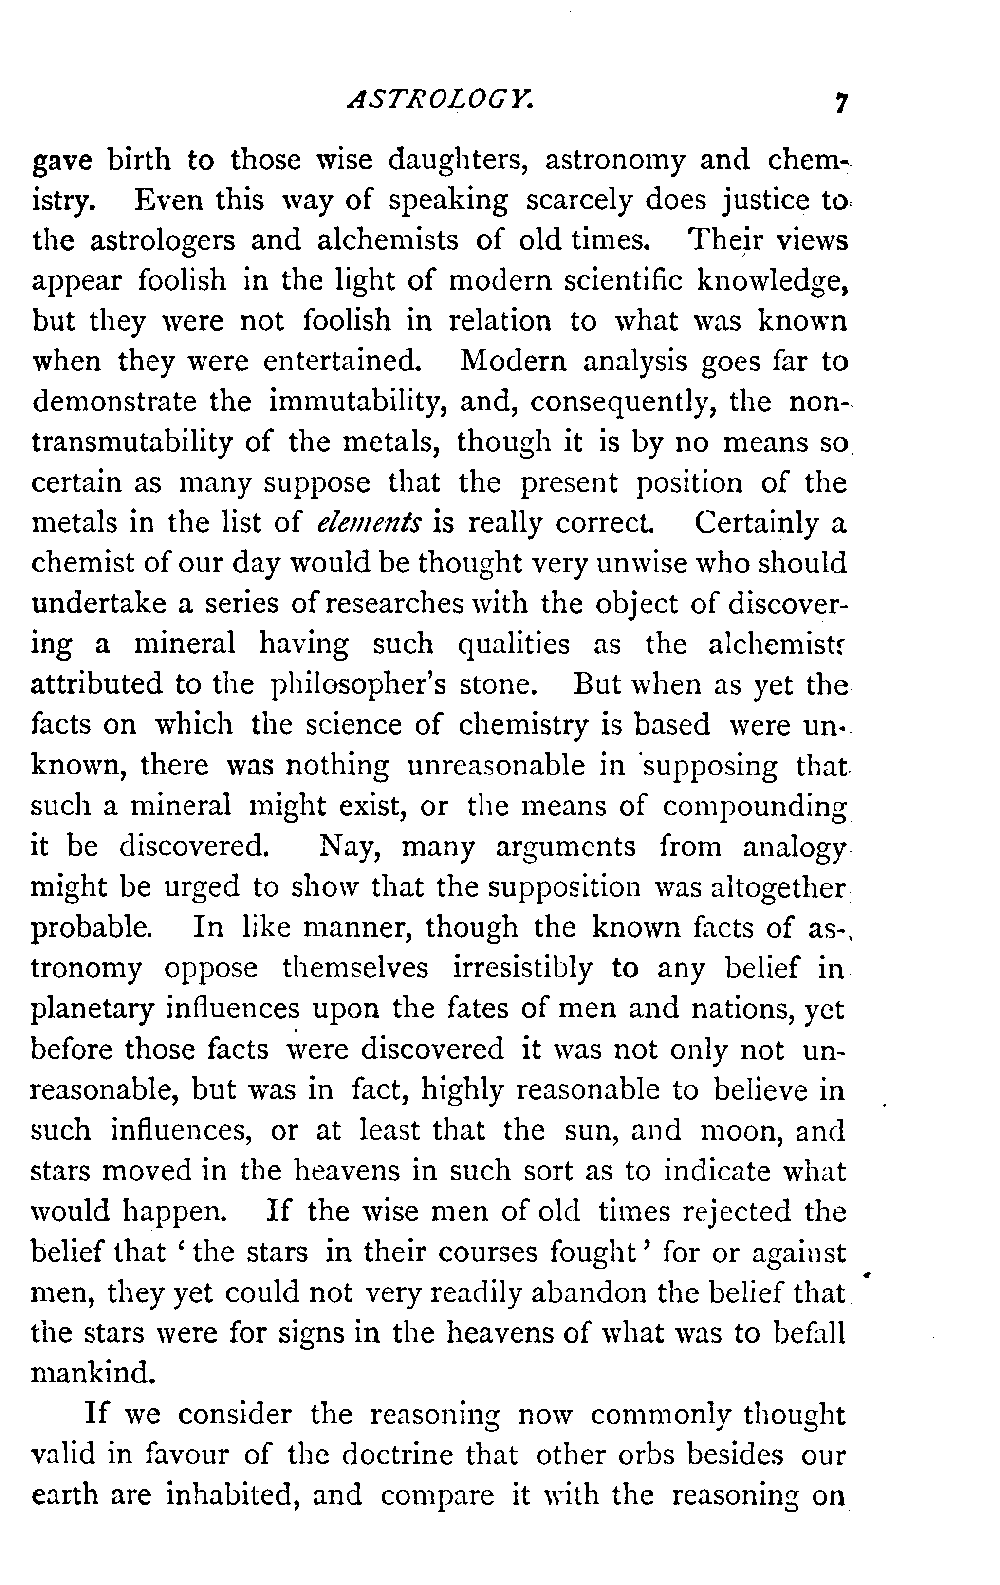 ASTROLOGY. 7
gave birth to those wise daughters, astronomy and chem-
istry. Even this way of speaking scarcely does justice to
the astrologers and alchemists of old times. Their views
appear foolish in the light of modern scientific knowledge,
but they were not foolish in relation to what was known
when they were entertained. Modern analysis goes far to
demonstrate the immutability, and, consequently, the non-
transmutability of the metals, though it is by no means so
certain as many suppose that the present position of the
metals in the list of elements is really correct. Certainly a
chemist of our day would be thought very unwise who should
undertake a series of researches with the object of discover-
ing a mineral having such qualities as the alchemists
attributed to the philosopher's stone. But when as yet the
facts on which the science of chemistry is based were un-
known, there was nothing unreasonable in supposing that
such a mineral might exist, or the means of compounding
it be discovered. Nay, many arguments from analogy
might be urged to show that the supposition was altogether
probable. In like manner, though the known facts of as-
tronomy oppose themselves irresistibly to any belief in
planetary influences upon the fates of men and nations, yet
before those facts were discovered it was not only not un-
reasonable, but was in fact, highly reasonable to believe in
such influences, or at least that the sun, and moon, and
stars moved in the heavens in such sort as to indicate what
would happen. If the wise men of old times rejected the
belief that ‘the stars in their courses fought’ for or against
men, they yet could not very readily abandon the belief that
the stars were for signs in the heavens of what was to befall
mankind.
If we consider the reasoning now commonly thought
valid in favour of the doctrine that other orbs besides our
earth are inhabited, and compare it with the reasoning on